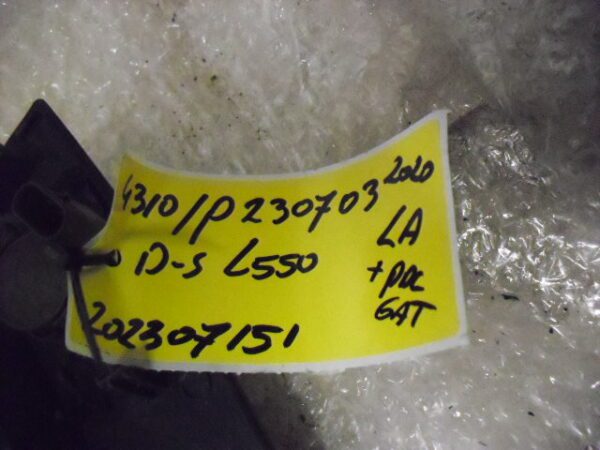 4310/P230703 2020
D-S L550 LA
+ PDC
GAT
202307151